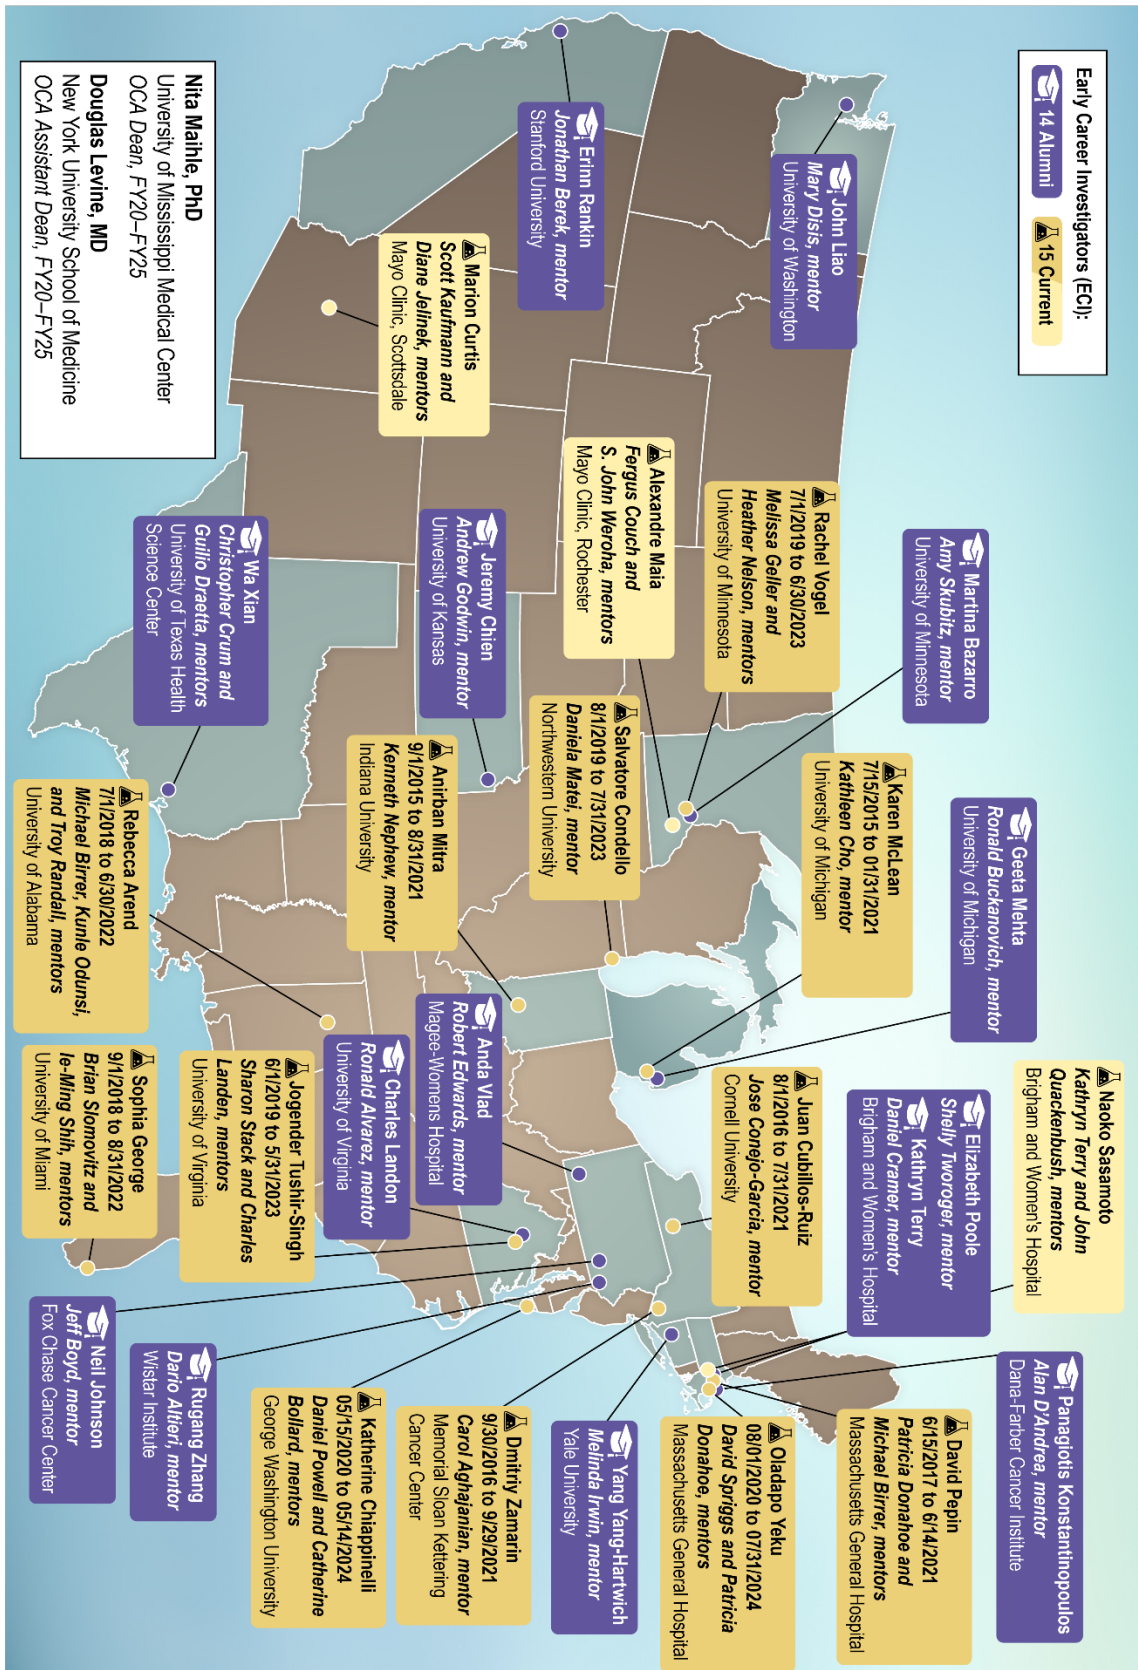 Early Career Investigators (ECI):
14 Alumni
15 Current
John Liao
Mary Disis, mentor
University of Washington
Erinn Rankin
Jonathan Berek, mentor
Stanford University
Marion Curtis
Scott Kaufmann and
Diane Jelinek, mentors
Mayo Clinic, Scottsdale
Nita Maihle, PhD
University of Mississippi Medical Center
OCA Dean, FY20–FY25
Douglas Levine, MD
New York University School of Medicine
OCA Assistant Dean, FY20–FY25
Martina Bazarro
Amy Skubitz, mentor
University of Minnesota
Rachel Vogel
7/1/2019 to 6/30/2023
Melissa Geller and
Heather Nelson, mentors
University of Minnesota
Alexandre Maia
Fergus Couch and
S. John Weroha, mentors
Mayo Clinic, Rochester
Jeremy Chien
Andrew Godwin, mentor
University of Kansas
Wa Xian
Christopher Crum and
Guilio Draetta, mentors
University of Texas Health
Science Center
Geeta Mehta
Ronald Buckanovich, mentor
University of Michigan
Karen McLean
7/15/2015 to 01/31/2021
Kathleen Cho, mentor
University of Michigan
Salvatore Condello
8/1/2019 to 7/31/2023
Daniela Matei, mentor
Northwestern University
Anirban Mitra
9/1/2015 to 8/31/2021
Kenneth Nephew, mentor
Indiana University
Rebecca Arend
7/1/2018 to 6/30/2022
Michael Birrer, Kunle Odunsi,
and Troy Randall, mentors
University of Alabama
Naoko Sasamoto
Kathryn Terry and John
Quackenbush, mentors
Brigham and Women's Hospital
Elizabeth Poole
Shelly Tworoger, mentor
Kathryn Terry
Daniel Cramer, mentor
Brigham and Women's Hospital
Juan Cubillos-Ruiz
8/1/2016 to 7/31/2021
Jose Conejo-Garcia, mentor
Cornell University
Anda Vlad
Robert Edwards, mentor
Magee-Womens Hospital
Charles Landon
Ronald Alvarez, mentor
University of Virginia
Jogender Tushir-Singh
6/1/2019 to 5/31/2023
Sharon Stack and Charles
Landen, mentors
University of Virginia
Sophia George
9/1/2018 to 8/31/2022
Brian Slomovitz and
Ie-Ming Shih, mentors
University of Miami
Panagiotis Konstantinopoulos
Alan D'Andrea, mentor
Dana-Farber Cancer Institute
David Pepin
6/15/2017 to 6/14/2021
Patricia Donahoe and
Michael Birrer, mentors
Massachusetts General Hospital
Oladapo Yeku
08/01/2020 to 07/31/2024
David Spriggs and Patricia
Donahoe, mentors
Massachusetts General Hospital
Yang Yang-Hartwich
Melinda Irwin, mentor
Yale University
Dmitriy Zamarin
9/30/2016 to 9/29/2021
Carol Aghajanian, mentor
Memorial Sloan Kettering
Cancer Center
Katherine Chiappinelli
05/15/2020 to 05/14/2024
Daniel Powell and Catherine
Bollard, mentors
George Washington University
Rugang Zhang
Dario Altieri, mentor
Wistar Institute
Neil Johnson
Jeff Boyd, mentor
Fox Chase Cancer Center